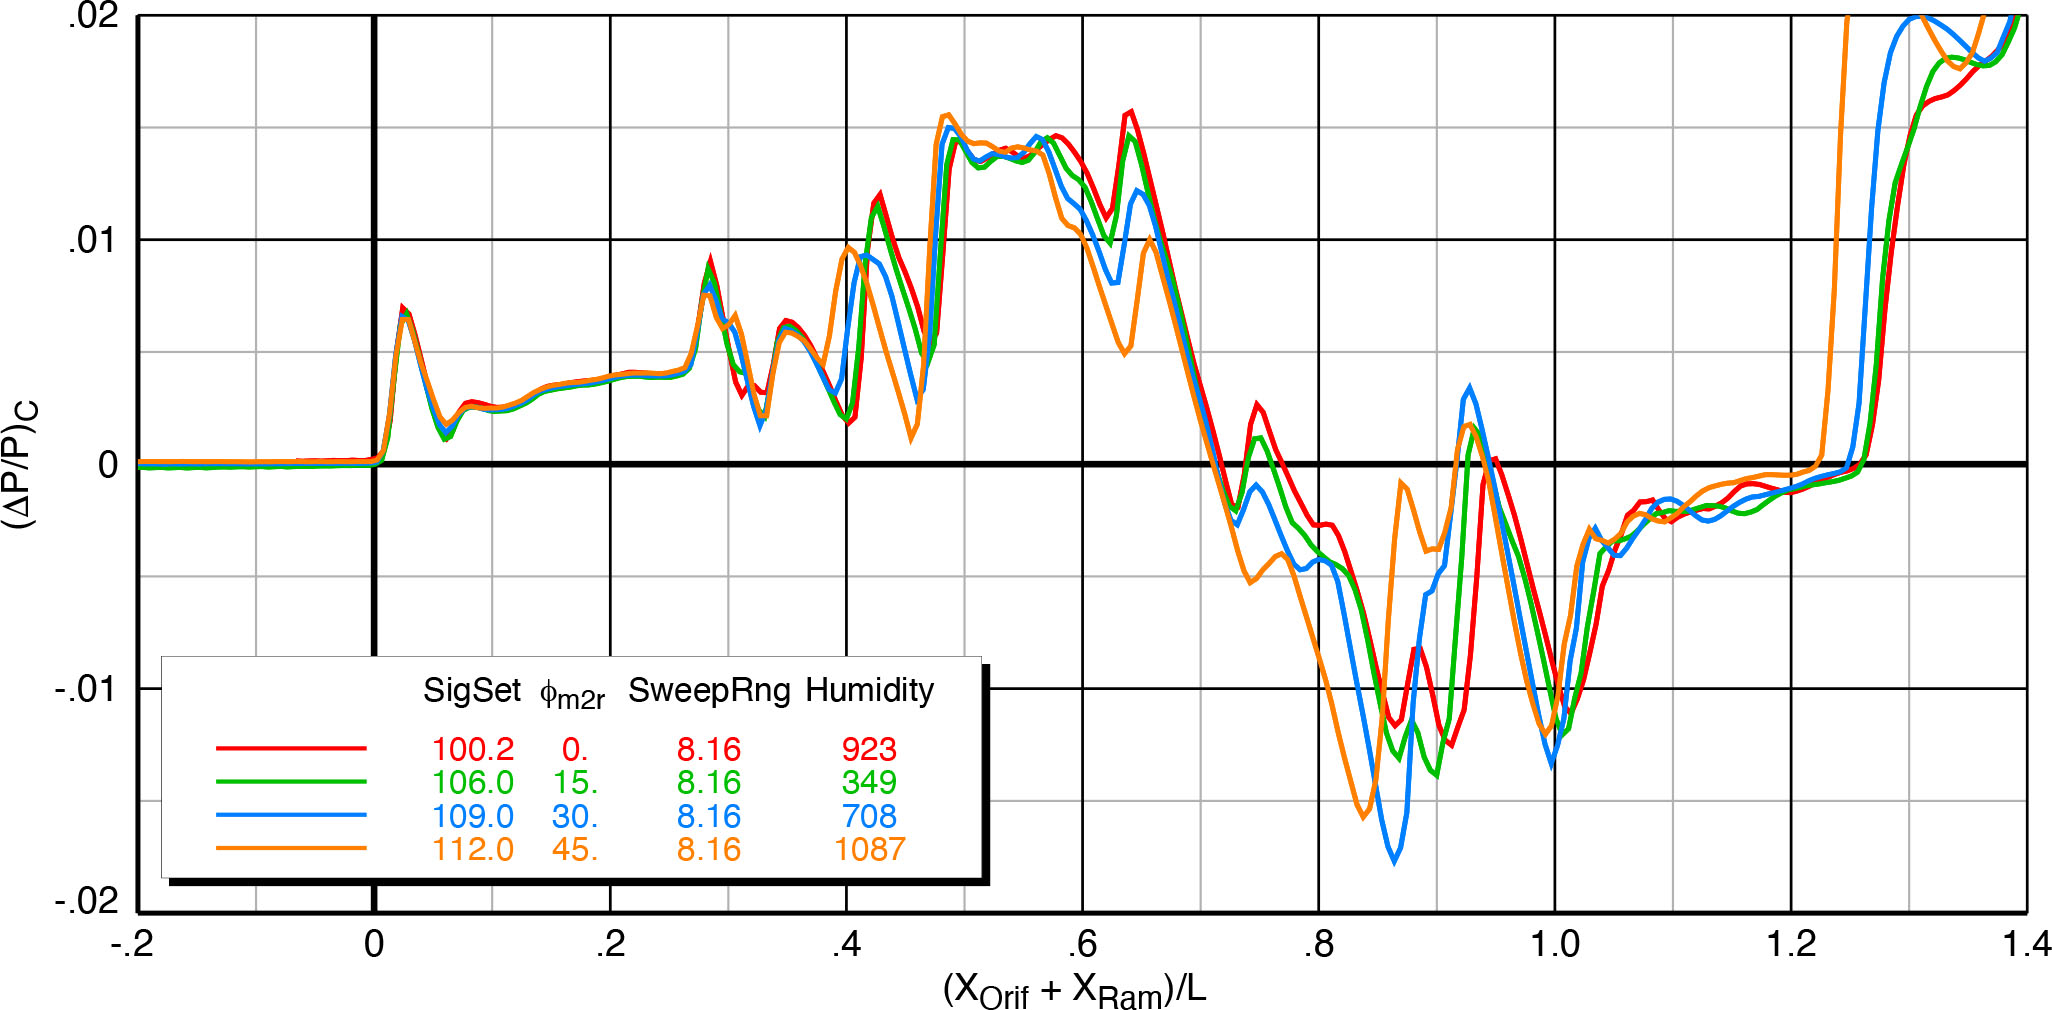 .02
.01
0
-.01
-.02
(ΔP/P)C
SigSet ϕm2r SweepRng Humidity
100.2 0. 8.16 923
106.0 15. 8.16 349
109.0 30. 8.16 708
112.0 45. 8.16 1087
-.2 0 .2 .4 .6 .8 1.0 1.2 1.4
(XOrif + XRam)/L